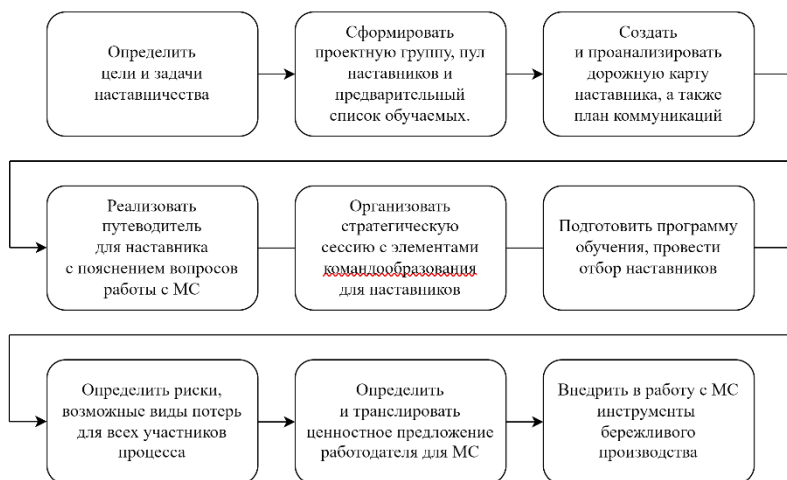 Определить
цели и задачи
наставничества
Сформировать
проектную группу, пул
наставников и
предварительный
список обучаемых.
Создать
и проанализировать
дорожную карту
наставника, а также
план коммуникаций
Реализовать
путеводитель
для наставника
с пояснением вопросов
работы с МС
Организовать
стратегическую
сессию с элементами
командообразования
для наставников
Подготовить программу
обучения, провести
отбор наставников
Определить риски,
возможные виды потерь
для всех участников
процесса
Определить
и транслировать
ценностное предложение
работодателя для МС
Внедрить в работу с МС
инструменты
бережливого
производства